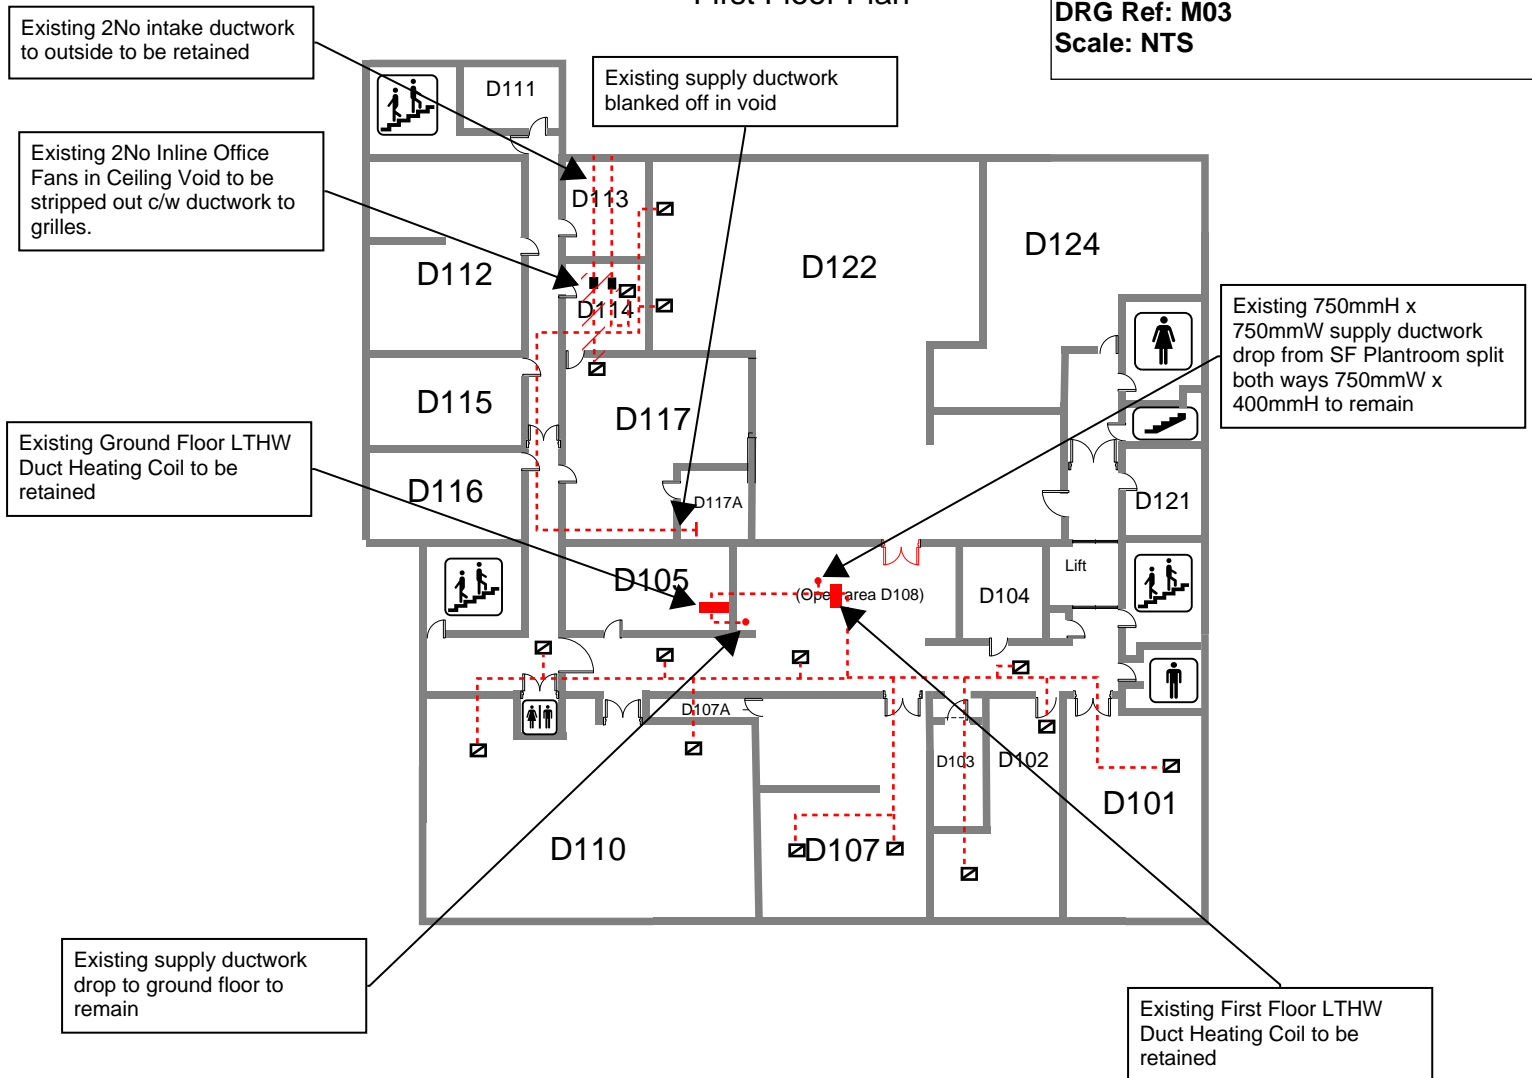 First Floor Plan
DRG Ref: M03
Scale: NTS
Existing 2No intake ductwork
to outside to be retained
Existing supply ductwork
blanked off in void
Existing 2No Inline Office
Fans in Ceiling Void to be
stripped out c/w ductwork to
grilles.
Existing 750mmH x
750mmW supply ductwork
drop from SF Plantroom split
both ways 750mmW x
400mmH to remain
Existing Ground Floor LTHW
Duct Heating Coil to be
retained
D111
D113
D124
D122
D112
D114
D115
D117
D116
D117A
D121
Lift
D105
(Open area D108)
D104
D107A
D103
D102
D101
D110
D107
Existing supply ductwork
drop to ground floor to
remain
Existing First Floor LTHW
Duct Heating Coil to be
retained